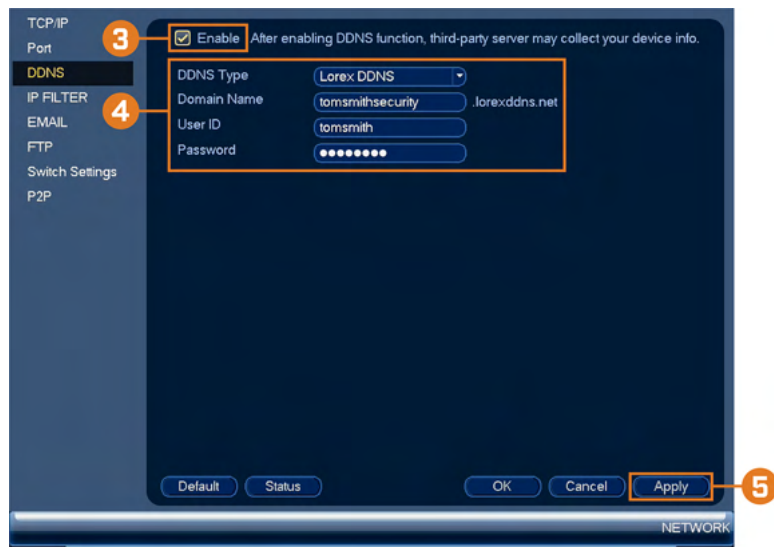 TCP/IP
Port
DDNS
IP FILTER
EMAIL
FTP
Switch Settings
P2P
3
Enable After enabling DDNS function, third-party server may collect your device info.
4
DDNS Type Lorex DDNS
Domain Name tomsmithsecurity .lorexddns.net
User ID tomsmith
Password ●●●●●●●●
Default Status OK Cancel Apply
5
NETWORK